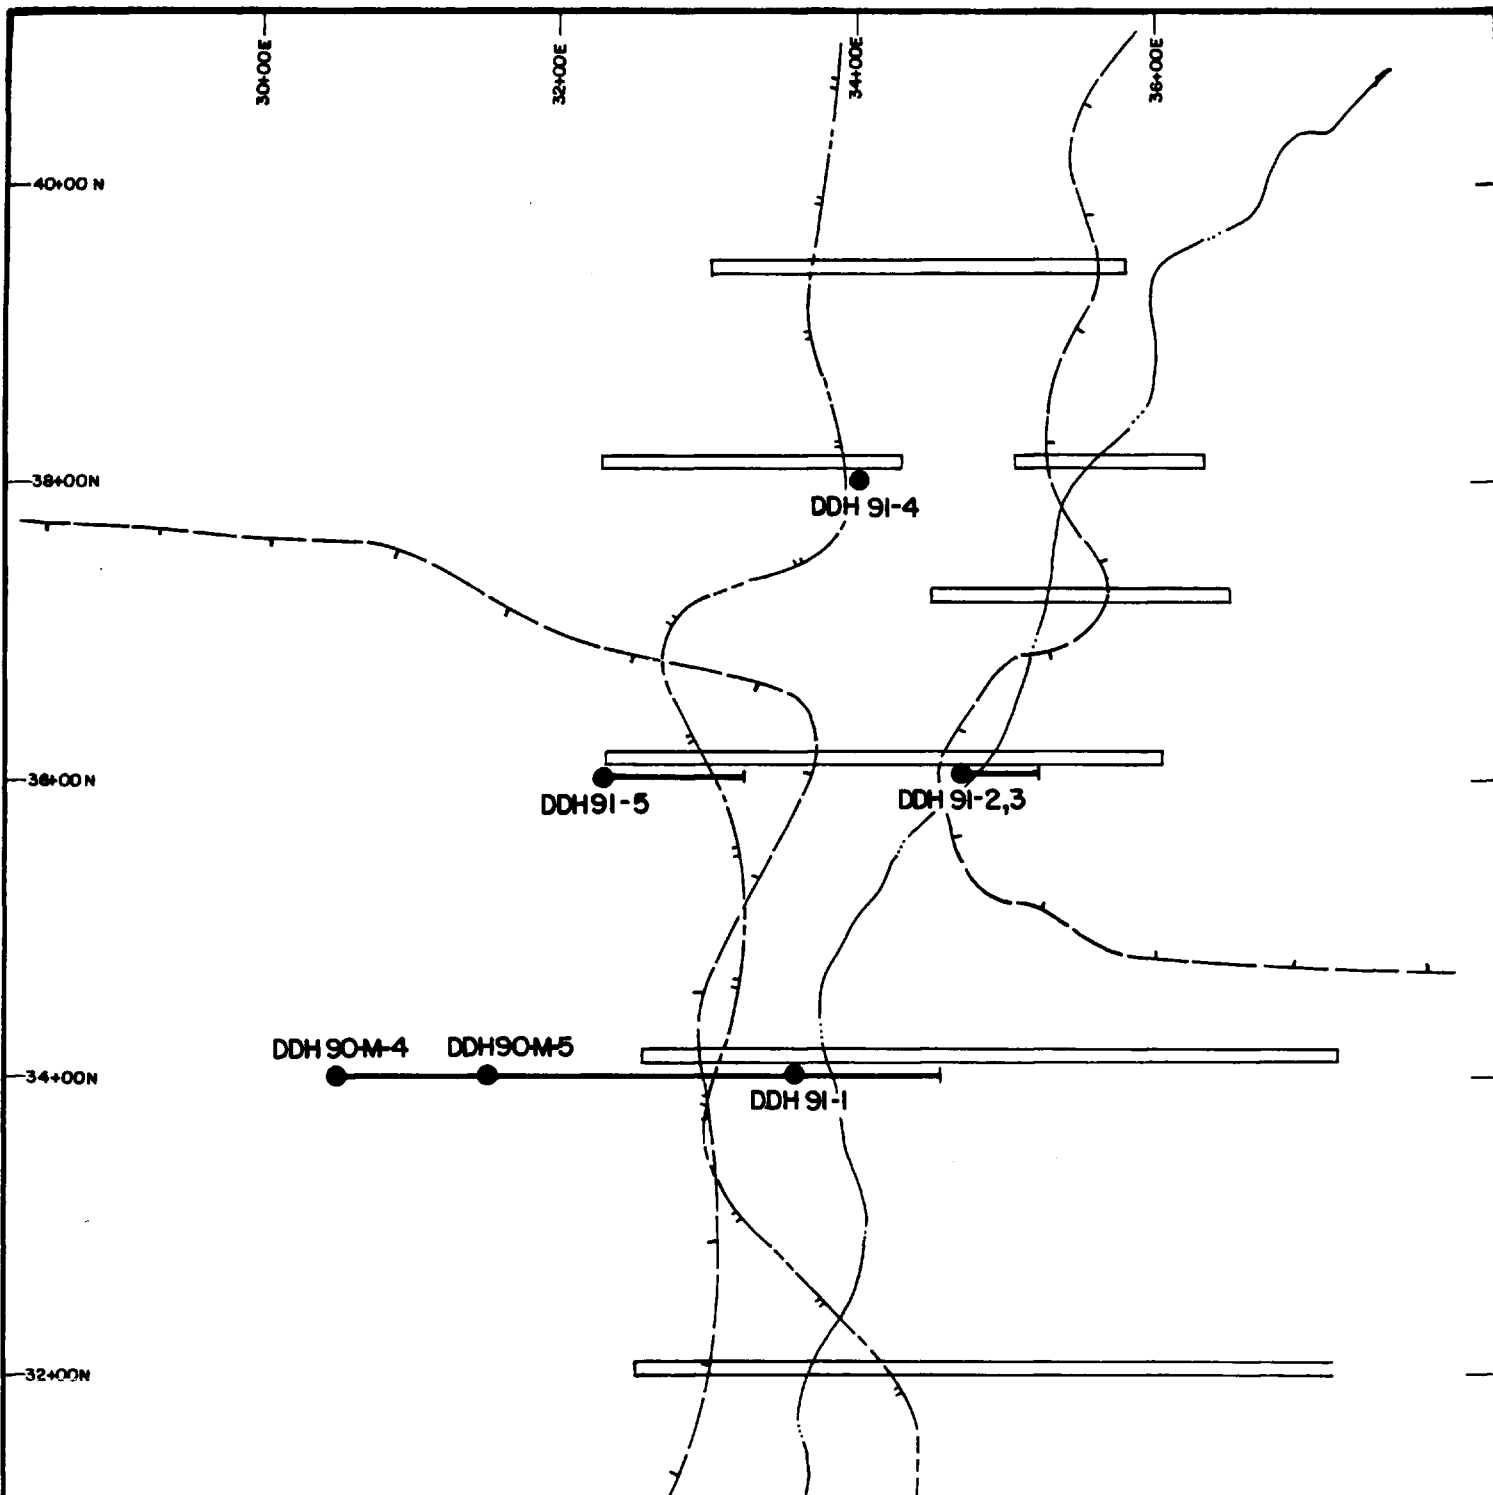 30+00E
32+00E
34+00E
36+00E
40+00 N
38+00N
DDH 91-4
36+00 N
DDH91-5
DDH 91-2,3
DDH 90-M-4
DDH90-M-5
34+00N
DDH 91-1
32+00N